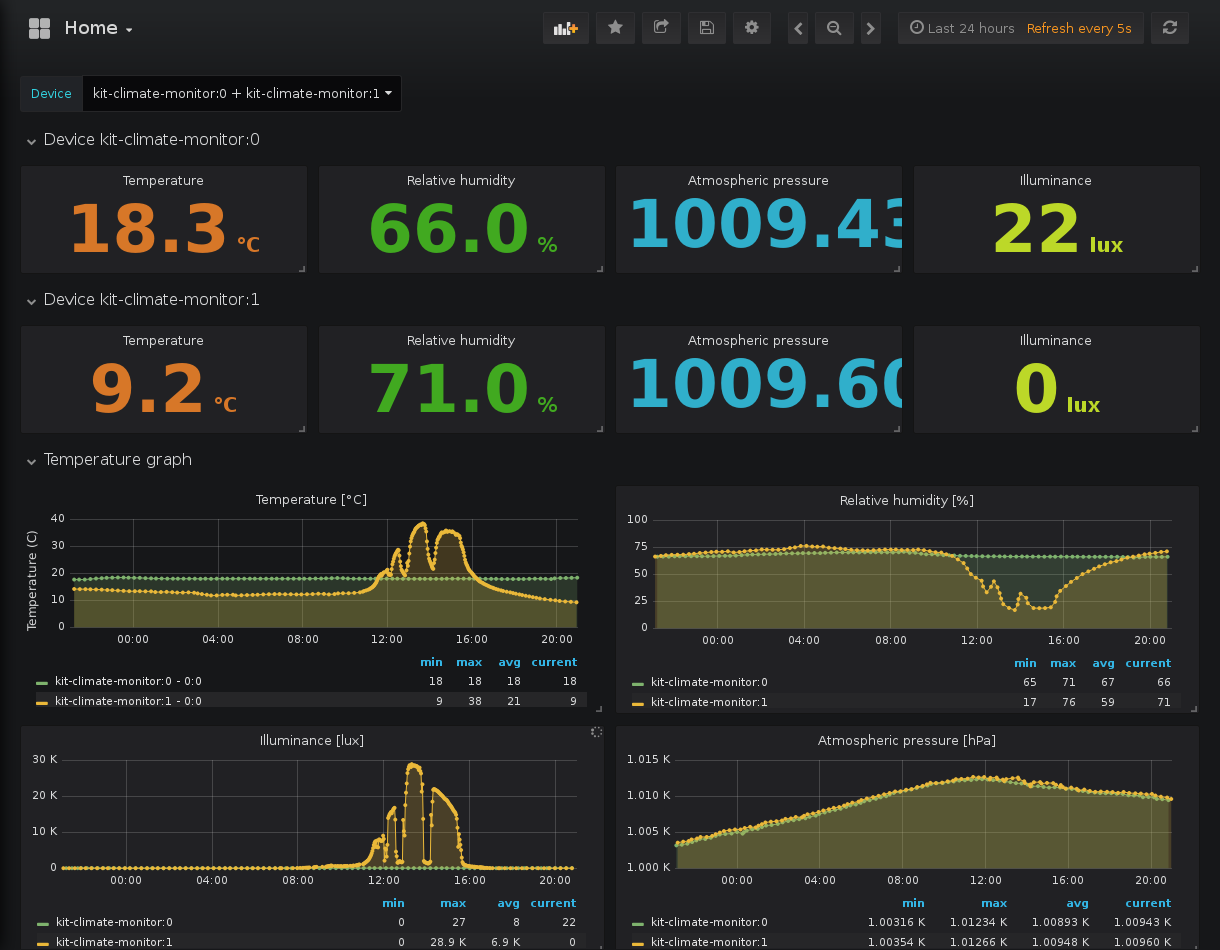 Home
Last 24 hours Refresh every 5s
Device kit-climate-monitor:0 + kit-climate-monitor:1
Device kit-climate-monitor:0
Temperature Relative humidity Atmospheric pressure Illuminance
18.3 °C 66.0 % 1009.43 22 lux
Device kit-climate-monitor:1
Temperature Relative humidity Atmospheric pressure Illuminance
9.2 °C 71.0 % 1009.60 0 lux
Temperature graph
Temperature [°C]
Temperature (C)
40
30
20
10
0
00:00 04:00 08:00 12:00 16:00 20:00
min max avg current
kit-climate-monitor:0 - 0:0 18 18 18 18
kit-climate-monitor:1 - 0:0 9 38 21 9
Relative humidity [%]
100
75
50
25
0
00:00 04:00 08:00 12:00 16:00 20:00
min max avg current
kit-climate-monitor:0 65 71 67 66
kit-climate-monitor:1 17 76 59 71
Illuminance [lux]
30 K
20 K
10 K
0
00:00 04:00 08:00 12:00 16:00 20:00
min max avg current
kit-climate-monitor:0 0 27 8 22
kit-climate-monitor:1 0 28.9 K 6.9 K 0
Atmospheric pressure [hPa]
1.015 K
1.010 K
1.005 K
1.000 K
00:00 04:00 08:00 12:00 16:00 20:00
min max avg current
kit-climate-monitor:0 1.00316 K 1.01234 K 1.00893 K 1.00943 K
kit-climate-monitor:1 1.00354 K 1.01266 K 1.00948 K 1.00960 K